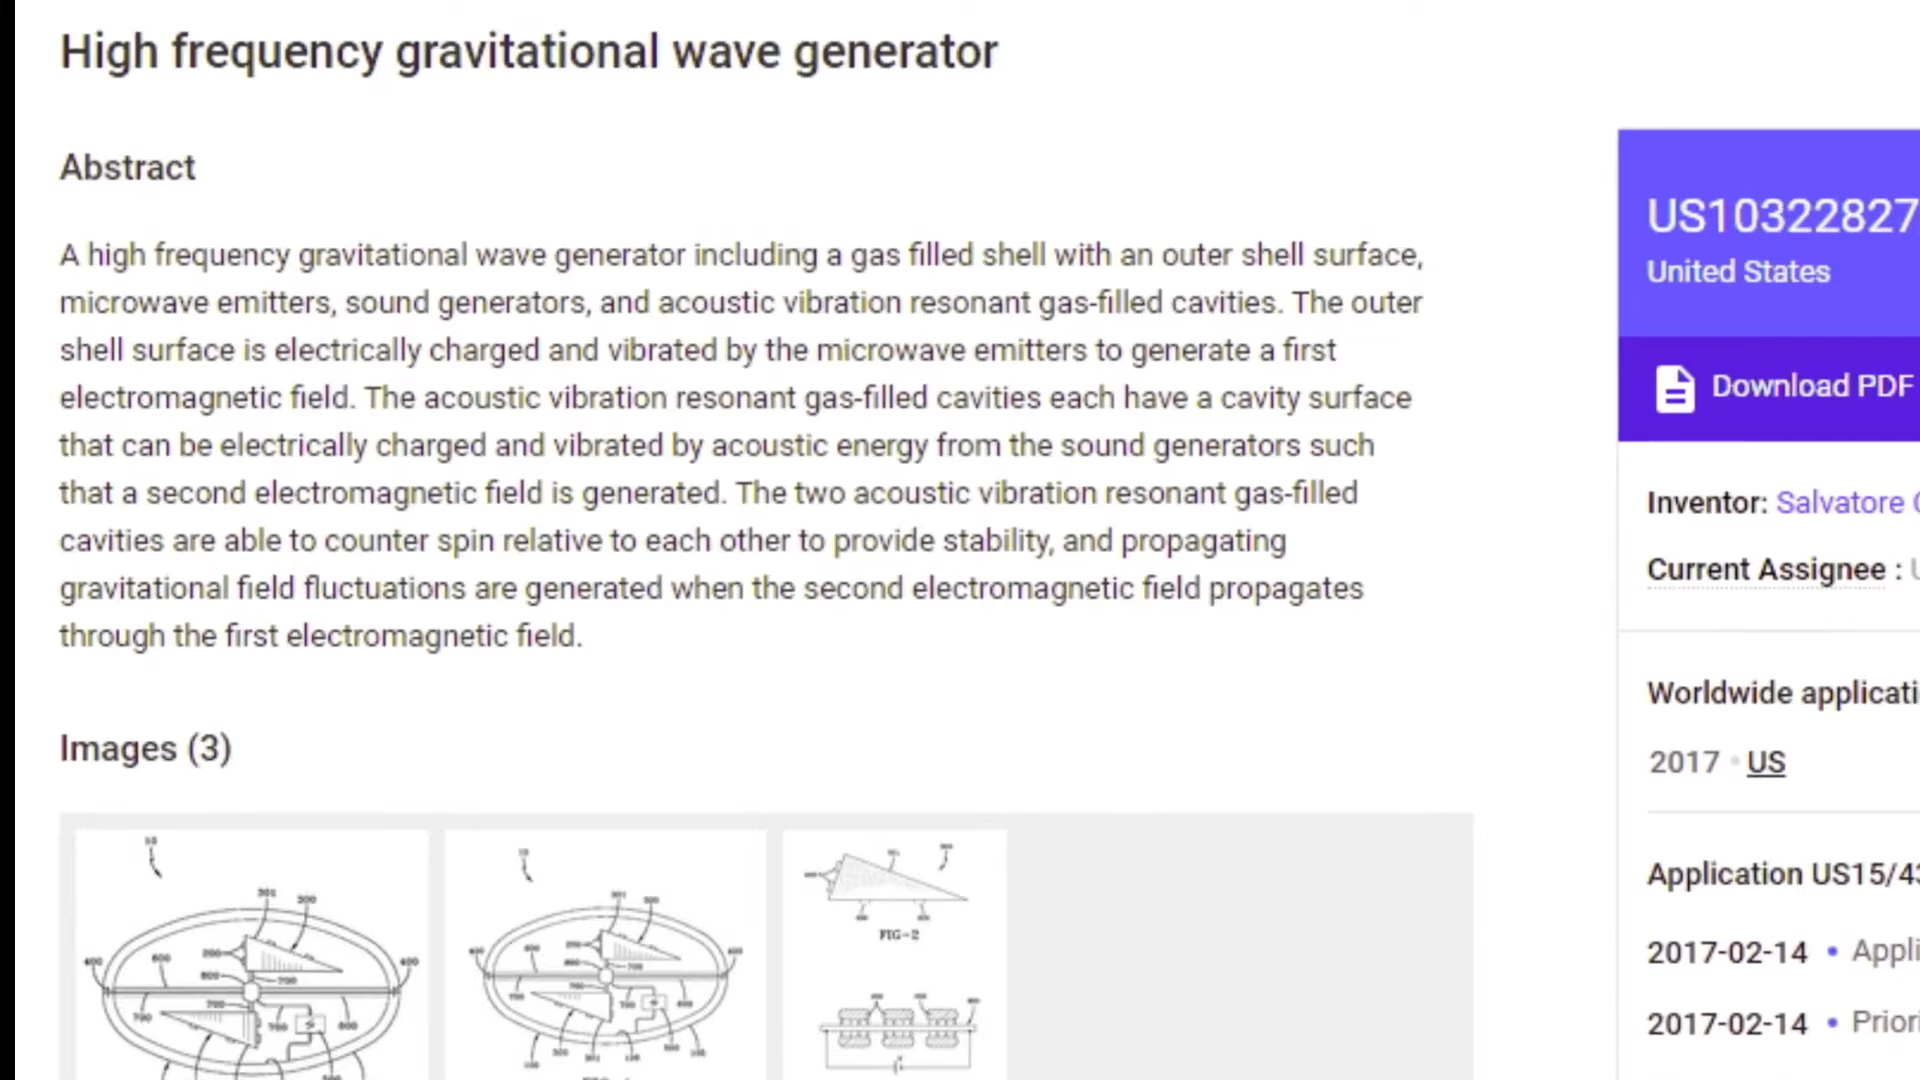 High frequency gravitational wave generator
Abstract
A high frequency gravitational wave generator including a gas filled shell with an outer shell surface,
microwave emitters, sound generators, and acoustic vibration resonant gas-filled cavities. The outer
shell surface is electrically charged and vibrated by the microwave emitters to generate a first
electromagnetic field. The acoustic vibration resonant gas-filled cavities each have a cavity surface
that can be electrically charged and vibrated by acoustic energy from the sound generators such
that a second electromagnetic field is generated. The two acoustic vibration resonant gas-filled
cavities are able to counter spin relative to each other to provide stability, and propagating
gravitational field fluctuations are generated when the second electromagnetic field propagates
through the first electromagnetic field.
Images (3)
FIG-2
US10322827
United States
Download PDF
Inventor: Salvatore
Current Assignee :
Worldwide applicati
2017 • US
Application US15/43
2017-02-14 • Appli
2017-02-14 • Priori